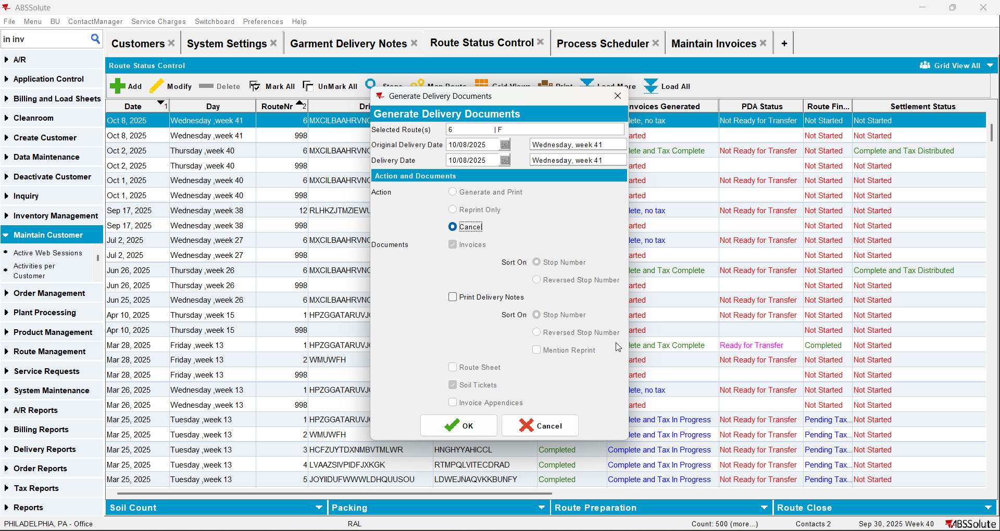 ABSSolute
File Menu BU ContactManager Service Charges Switchboard Preferences Help
in inv
Customers System Settings Garment Delivery Notes Route Status Control Process Scheduler Maintain Invoices +
A/R
Application Control
Billing and Load Sheets
Cleanroom
Create Customer
Data Maintenance
Deactivate Customer
Inquiry
Inventory Management
Maintain Customer
Active Web Sessions
Activities per
Customer
Order Management
Plant Processing
Product Management
Route Management
Service Requests
System Maintenance
A/R Reports
Billing Reports
Delivery Reports
Order Reports
Tax Reports
Reports
Route Status Control Grid View All
Add Modify Delete Mark All UnMark All Stops Map Route Grid Views Print Load More Load All
Date 1 Day RouteNr 2 Dri nvoices Generated PDA Status Route Fin... Settlement Status
Oct 8, 2025 Wednesday ,week 41 6 MXCILBAAHRVNC lete, no tax Not Ready for Transfer Not Started Not Started
Oct 8, 2025 Wednesday ,week 41 998 arted Not Started Not Started
Oct 2, 2025 Thursday ,week 40 6 MXCILBAAHRVNC lete and Tax Complete Not Ready for Transfer Not Started Complete and Tax Distributed
Oct 2, 2025 Thursday ,week 40 998 arted Not Started Not Started
Oct 1, 2025 Wednesday ,week 40 6 MXCILBAAHRVNC arted Not Ready for Transfer Not Started Not Started
Oct 1, 2025 Wednesday ,week 40 998 arted Not Started Not Started
Sep 17, 2025 Wednesday ,week 38 12 RLHKZJTMZIEWU lete, no tax Not Ready for Transfer Not Started Not Started
Sep 17, 2025 Wednesday ,week 38 998 arted Not Started Not Started
Jul 2, 2025 Wednesday ,week 27 6 MXCILBAAHRVNC lete, no tax Not Ready for Transfer Not Started Not Started
Jul 2, 2025 Wednesday ,week 27 998 arted Not Started Not Started
Jun 26, 2025 Thursday ,week 26 6 MXCILBAAHRVNC lete and Tax Complete Not Ready for Transfer Not Started Complete and Tax Distributed
Jun 26, 2025 Thursday ,week 26 998 arted Not Started Not Started
Jun 25, 2025 Wednesday ,week 26 6 MXCILBAAHRVNC arted Not Ready for Transfer Not Started Not Started
Apr 10, 2025 Thursday ,week 15 1 HPZGGATARUVJ arted Not Ready for Transfer Not Started Not Started
Apr 10, 2025 Thursday ,week 15 998 arted Not Started Not Started
Mar 28, 2025 Friday ,week 13 1 HPZGGATARUVJ lete and Tax Complete Ready for Transfer Completed Not Started
Mar 28, 2025 Friday ,week 13 2 WMUWFH arted Not Ready for Transfer Not Started Not Started
Mar 28, 2025 Friday ,week 13 998 arted Not Started Not Started
Mar 26, 2025 Wednesday ,week 13 1 HPZGGATARUVJ lete, no tax Not Ready for Transfer Not Started Not Started
Mar 26, 2025 Wednesday ,week 13 998 arted Not Started Not Started
Mar 25, 2025 Tuesday ,week 13 1 HPZGGATARUVJ lete and Tax In Progress Not Ready for Transfer Pending Tax... Not Started
Mar 25, 2025 Tuesday ,week 13 2 WMUWFH lete and Tax In Progress Not Ready for Transfer Pending Tax... Not Started
Mar 25, 2025 Tuesday ,week 13 3 HCFZUYTDXNMBVTMLWR HNGHYYAHICCL Completed Complete and Tax In Progress Not Ready for Transfer Pending Tax... Not Started
Mar 25, 2025 Tuesday ,week 13 4 LVAAZSIVPIDFJXKGK RTMPQLVITECDRAD Completed Complete and Tax In Progress Not Ready for Transfer Pending Tax... Not Started
Mar 25, 2025 Tuesday ,week 13 5 JOYIIDUFWWWLDHQUUSOU LDWEJNAQVKKBUNFY Completed Complete and Tax In Progress Not Ready for Transfer Pending Tax... Not Started
Generate Delivery Documents
Generate Delivery Documents
Selected Route(s) 6 | F
Original Delivery Date 10/08/2025 16 Wednesday, week 41
Delivery Date 10/08/2025 16 Wednesday, week 41
Action and Documents
Action Generate and Print
Reprint Only
Cancel
Documents Invoices
Sort On Stop Number
Reversed Stop Number
Print Delivery Notes
Sort On Stop Number
Reversed Stop Number
Mention Reprint
Route Sheet
Soil Tickets
Invoice Appendices
OK Cancel
Soil Count Packing Route Preparation Route Close
PHILADELPHIA, PA - Office RAL Count: 500 (more...) Contacts 2 Sep 30, 2025 Week 40 ABSSolute